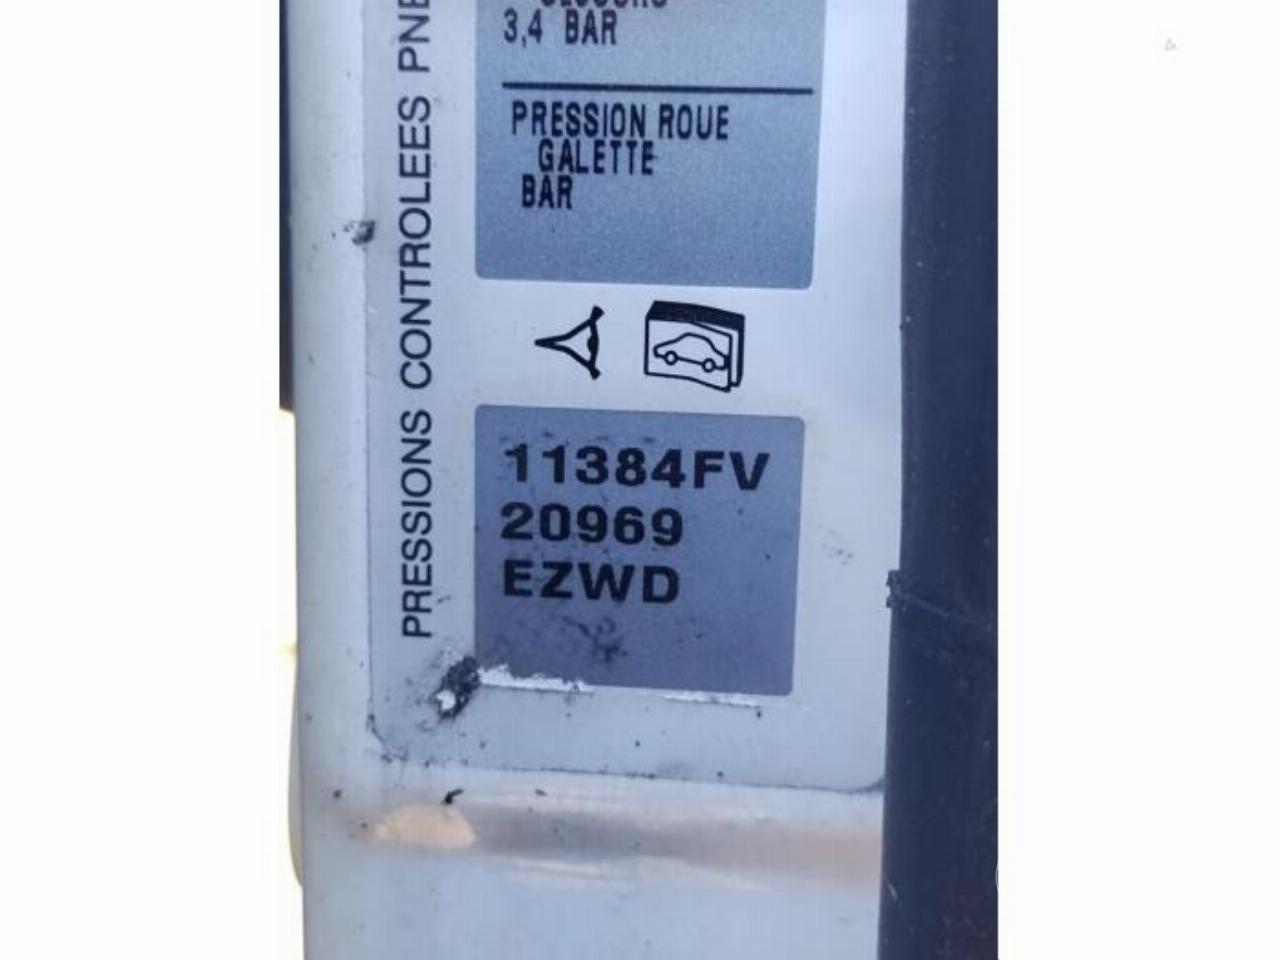 3,4 BAR
PRESSION ROUE
GALETTE
BAR
PRESSIONS CONTROLEES
11384FV
20969
EZWD